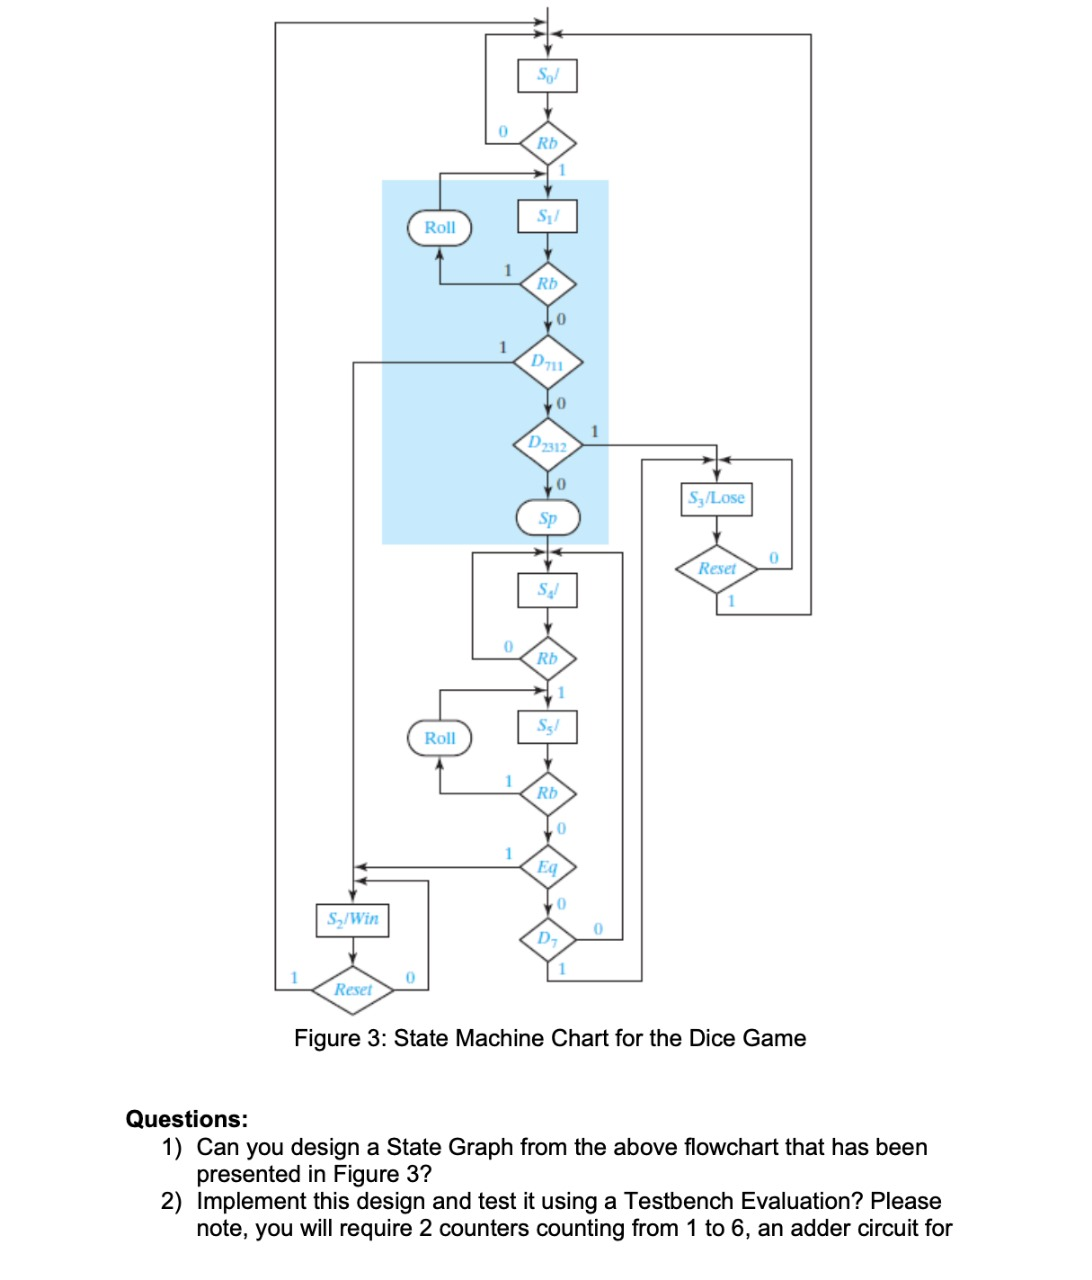 S0/
0
Rb
1
Roll
S1/
1
Rb
0
1
D711
0
D2312
1
0
Sp
S3/Lose
Reset
0
1
S4/
0
Rb
1
Roll
S5/
1
Rb
0
1
Eq
0
S2/Win
D7
0
1
1
Reset
0
Figure 3: State Machine Chart for the Dice Game
Questions:
1) Can you design a State Graph from the above flowchart that has been
presented in Figure 3?
2) Implement this design and test it using a Testbench Evaluation? Please
note, you will require 2 counters counting from 1 to 6, an adder circuit for